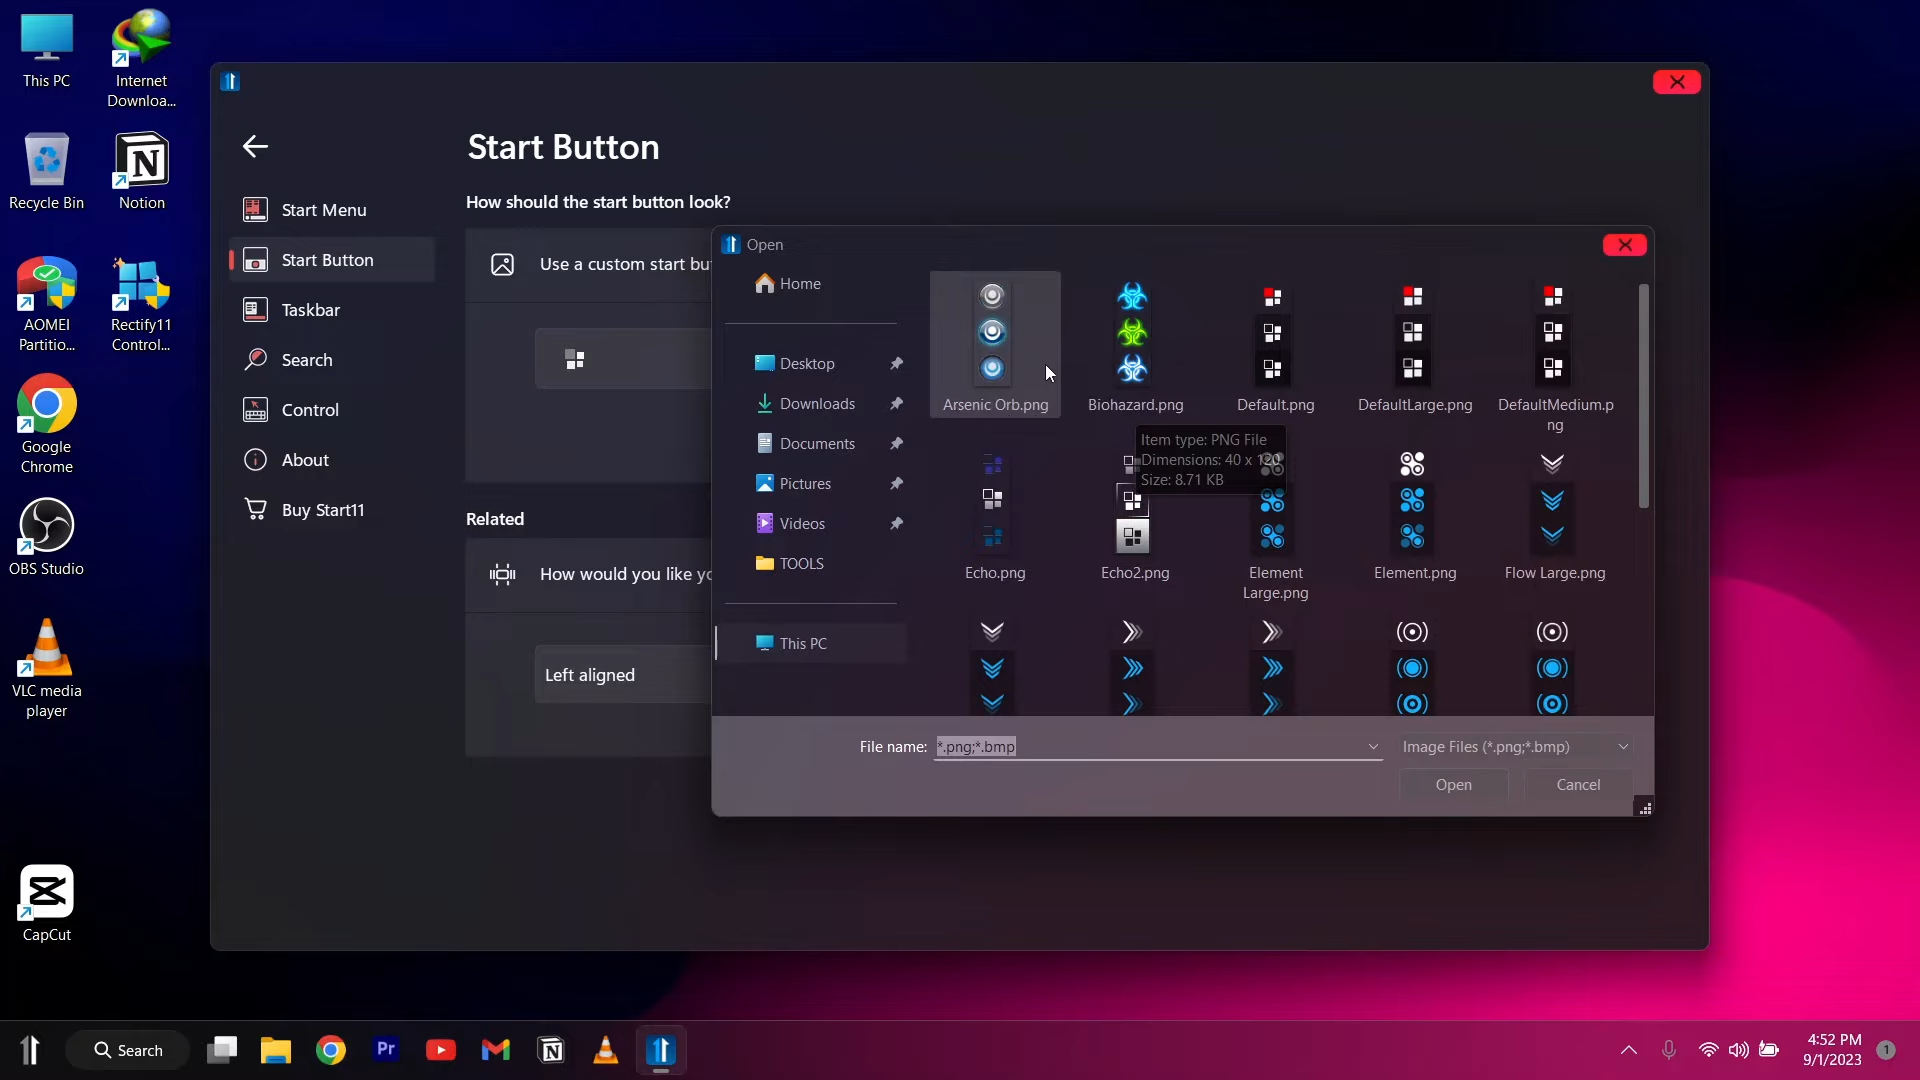 This PC
Internet
Downloa...
Recycle Bin
Notion
AOMEI
Partitio...
Rectify11
Control...
Google
Chrome
OBS Studio
VLC media
player
CapCut
Start Button
Start Menu
Start Button
Taskbar
Search
Control
About
Buy Start11
How should the start button look?
Use a custom start bu
Related
How would you like yo
Left aligned
Open
Home
Desktop
Downloads
Documents
Pictures
Videos
TOOLS
This PC
Arsenic Orb.png
Biohazard.png
Default.png
DefaultLarge.png
DefaultMedium.p
ng
Item type: PNG File
Dimensions: 40 x 120
Size: 8.71 KB
Echo.png
Echo2.png
Element
Large.png
Element.png
Flow Large.png
File name:
*.png;*.bmp
Image Files (*.png;*.bmp)
Open
Cancel
Search
Pr
4:52 PM
9/1/2023
1